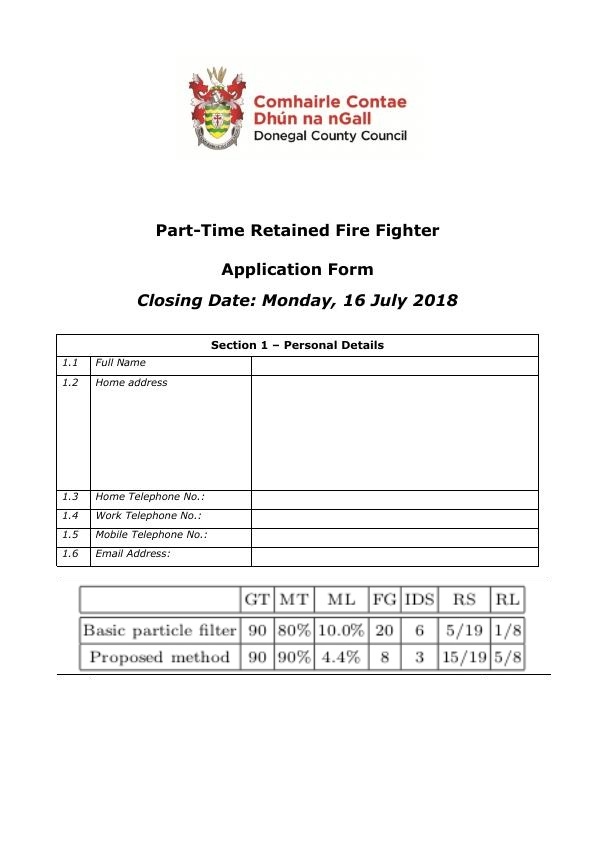 Comhairle Contae
Dhún na nGall
Donegal County Council
Part-Time Retained Fire Fighter
Application Form
Closing Date: Monday, 16 July 2018
Section 1 – Personal Details
1.1 Full Name
1.2 Home address
1.3 Home Telephone No.:
1.4 Work Telephone No.:
1.5 Mobile Telephone No.:
1.6 Email Address:
GT MT ML FG IDS RS RL
Basic particle filter 90 80% 10.0% 20 6 5/19 1/8
Proposed method 90 90% 4.4% 8 3 15/19 5/8